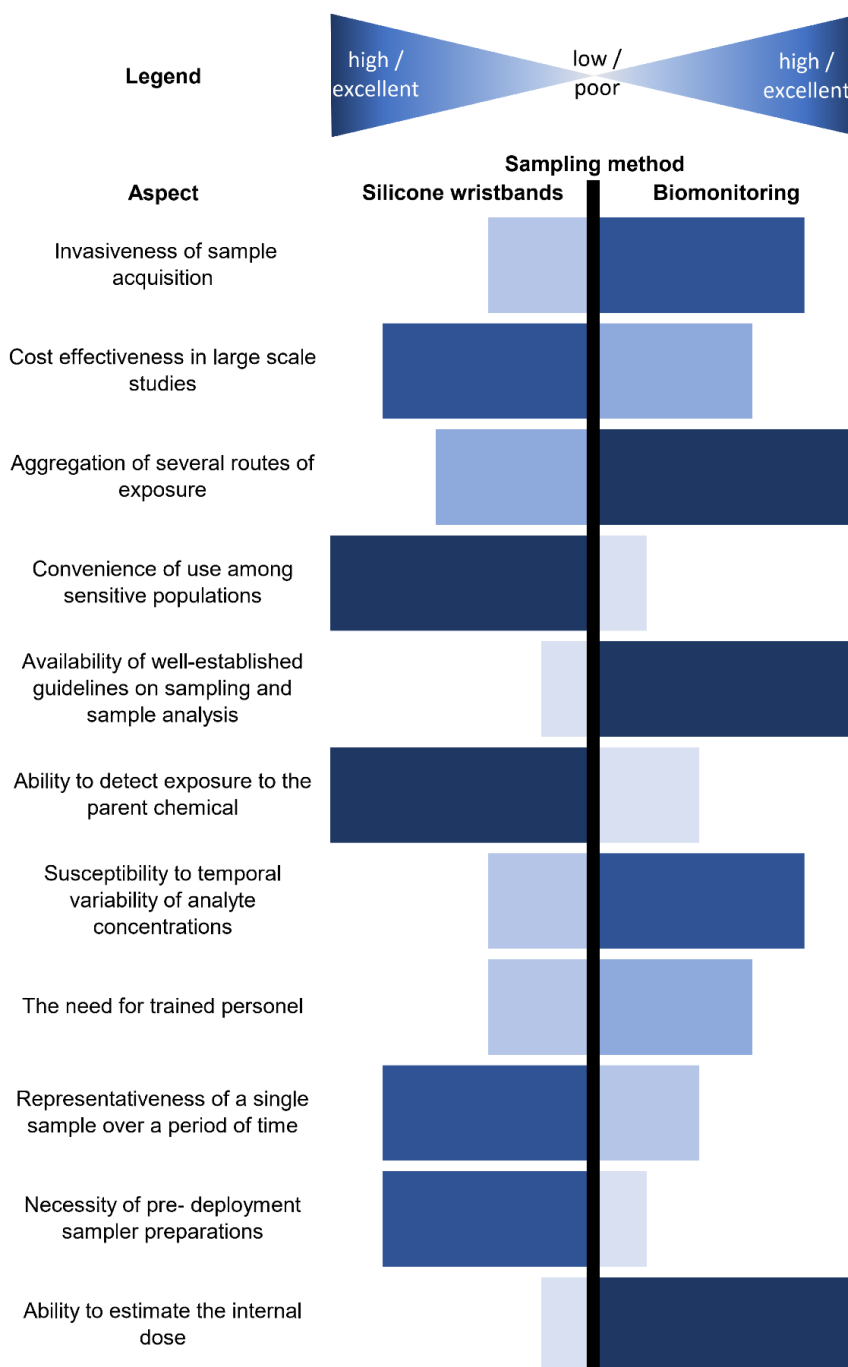 Legend
high /
excellent
low /
poor
high /
excellent
Sampling method
Aspect
Silicone wristbands
Biomonitoring
Invasiveness of sample
acquisition
Cost effectiveness in large scale
studies
Aggregation of several routes of
exposure
Convenience of use among
sensitive populations
Availability of well-established
guidelines on sampling and
sample analysis
Ability to detect exposure to the
parent chemical
Susceptibility to temporal
variability of analyte
concentrations
The need for trained personel
Representativeness of a single
sample over a period of time
Necessity of pre- deployment
sampler preparations
Ability to estimate the internal
dose